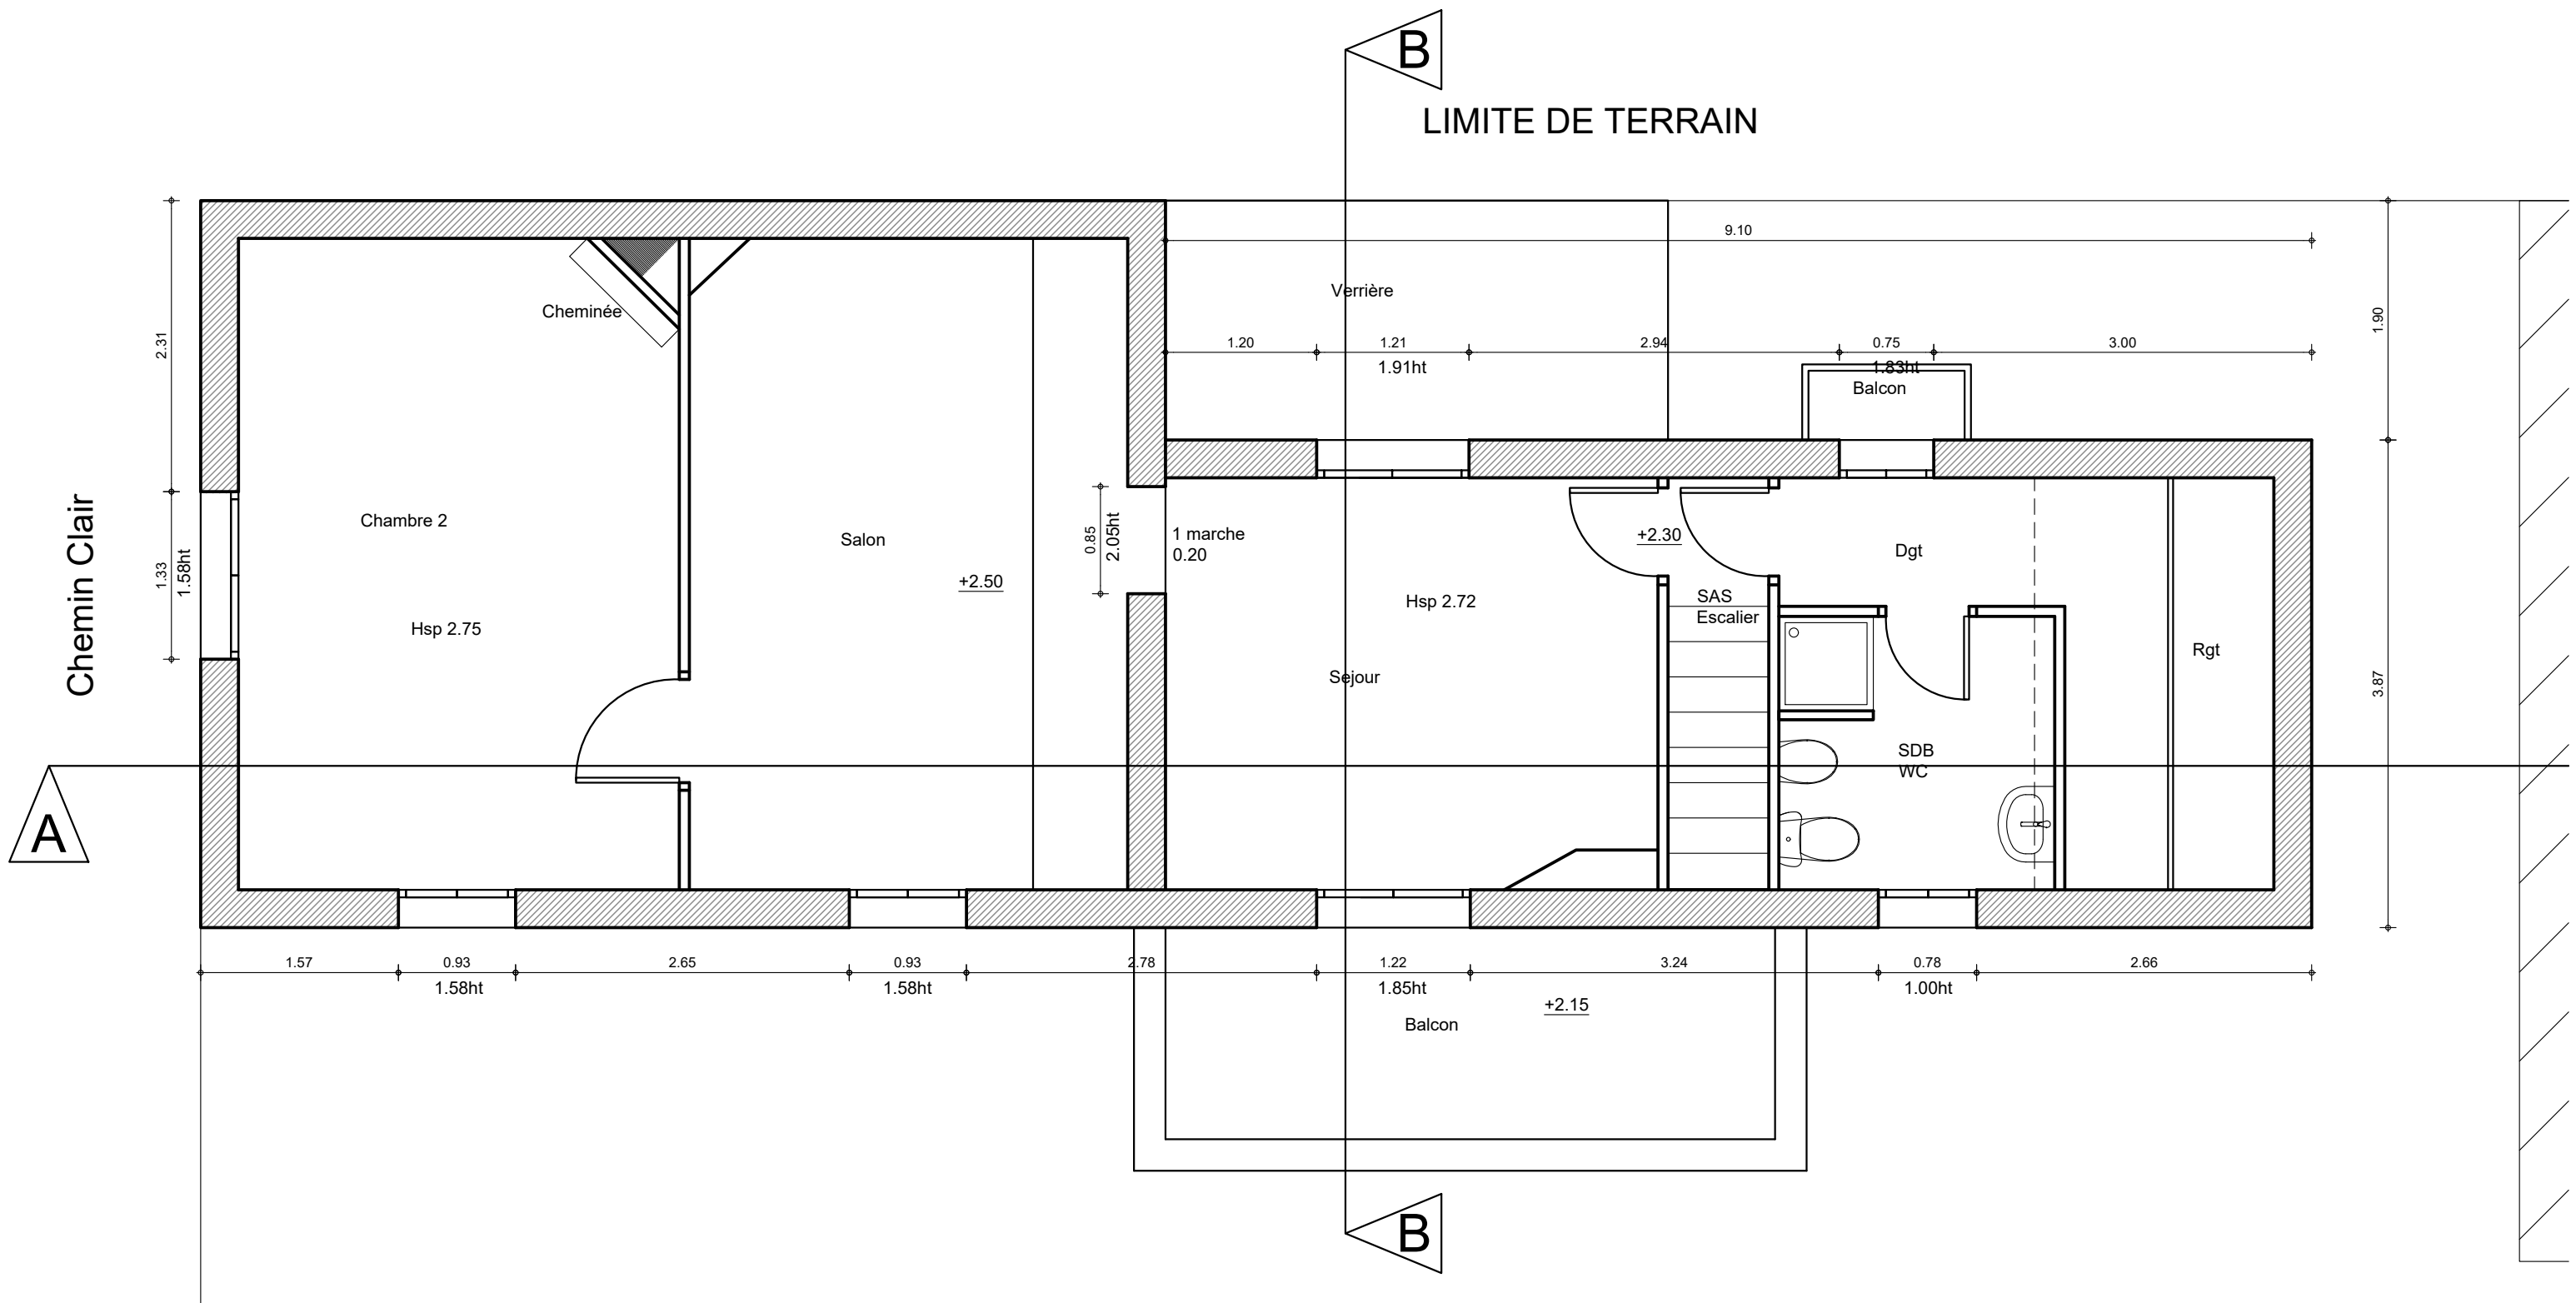 B
LIMITE DE TERRAIN
9.10
Verrière
Cheminée
2.31
1.90
1.20
1.21
2.94
0.75
3.00
1.91ht
1.83ht
Balcon
Chemin Clair
Chambre 2
Salon
1.33
1.58ht
0.85
2.05ht
1 marche
0.20
+2.30
Dgt
+2.50
Hsp 2.75
Hsp 2.72
SAS
Escalier
Sejour
Rgt
3.87
SDB
WC
A
1.57
0.93
2.65
0.93
2.78
1.22
3.24
0.78
2.66
1.58ht
1.58ht
1.85ht
1.00ht
+2.15
Balcon
B